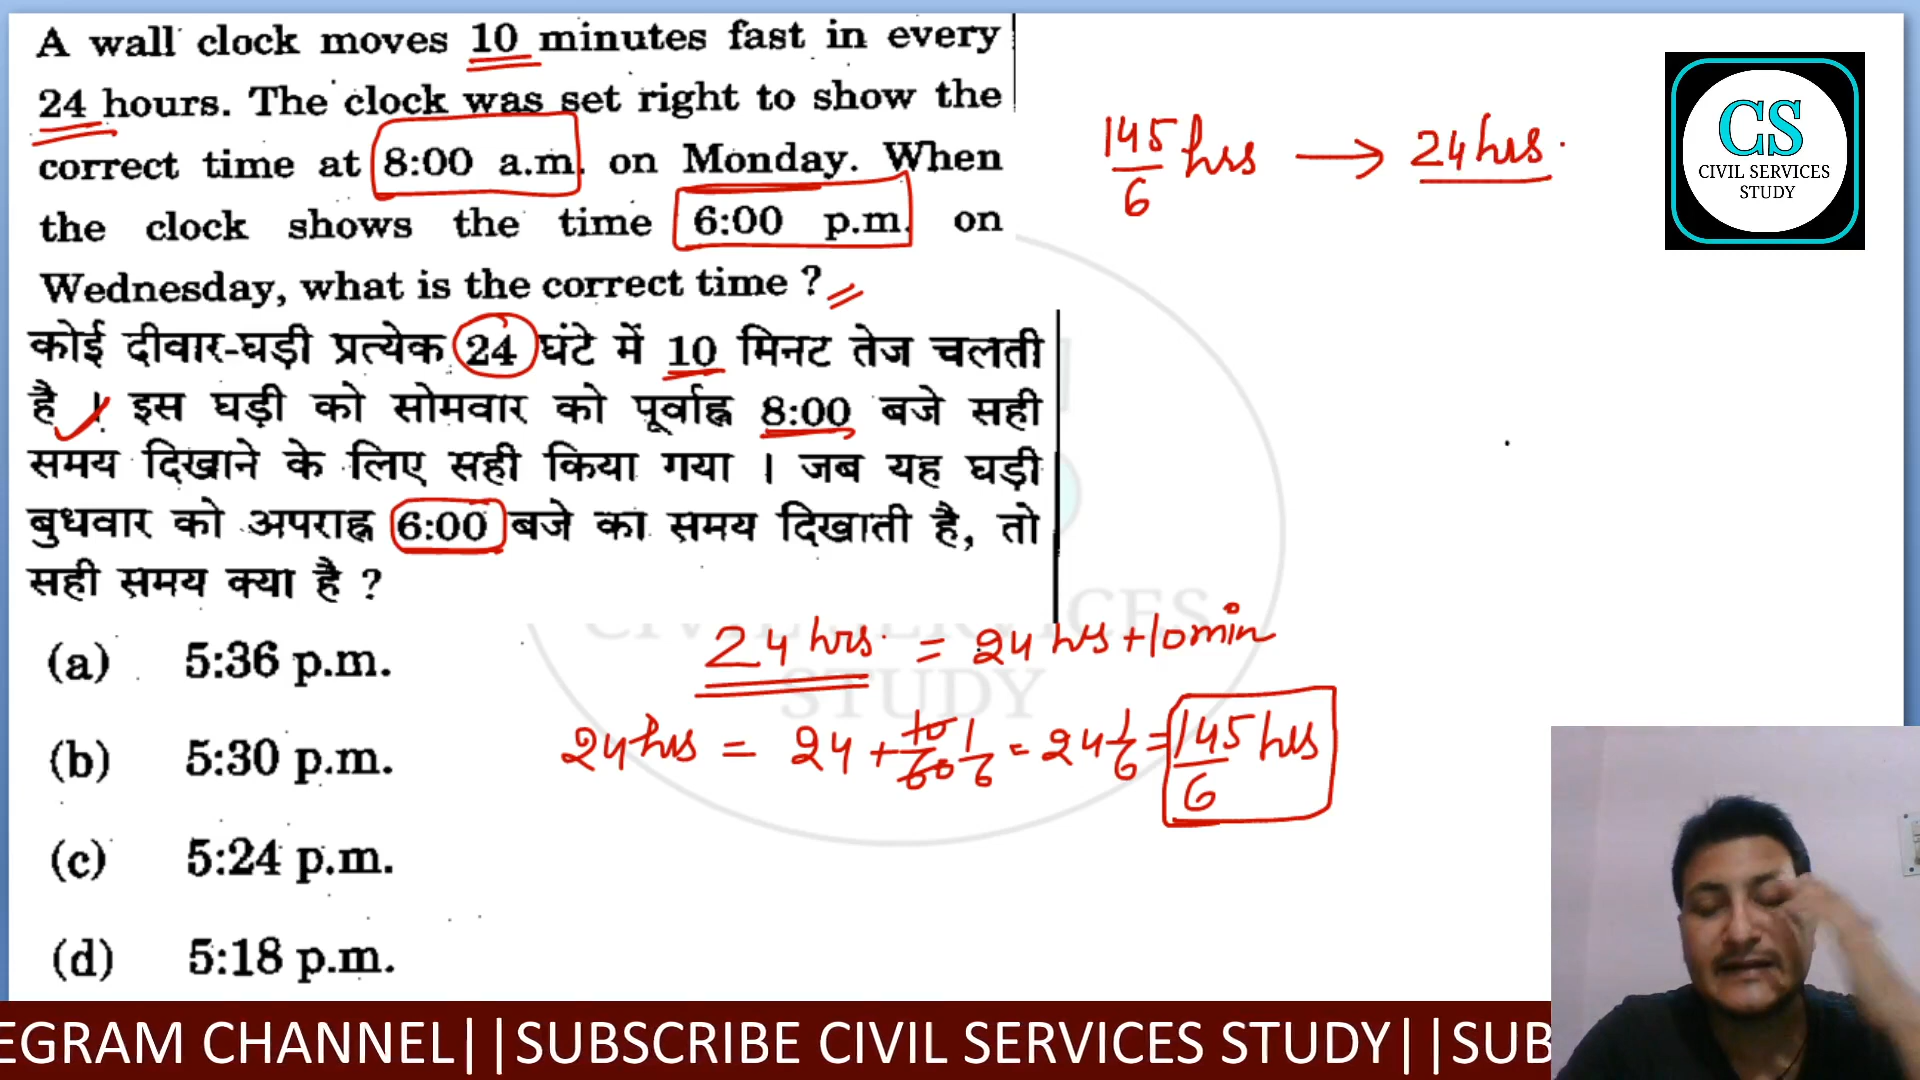 A wall clock moves 10 minutes fast in every
24 hours. The clock was set right to show the
correct time at 8:00 a.m. on Monday. When
the clock shows the time 6:00 p.m. on
Wednesday, what is the correct time ?
कोई दीवार-घड़ी प्रत्येक 24 घंटे में 10 मिनट तेज चलती
है । इस घड़ी को सोमवार को पूर्वाह्न 8:00 बजे सही
समय दिखाने के लिए सही किया गया । जब यह घड़ी
बुधवार को अपराह्न 6:00 बजे का समय दिखाती है, तो
सही समय क्या है ?
(a) 5:36 p.m.
(b) 5:30 p.m.
(c) 5:24 p.m.
(d) 5:18 p.m.
145/6 hrs → 24 hrs.
24 hrs. = 24 hrs + 10 min
24 hrs = 24 + 10/60 1/6 = 24 1/6 = 145/6 hrs
CS
CIVIL SERVICES
STUDY
CIVIL SERVICES
STUDY
EGRAM CHANNEL||SUBSCRIBE CIVIL SERVICES STUDY||SUB